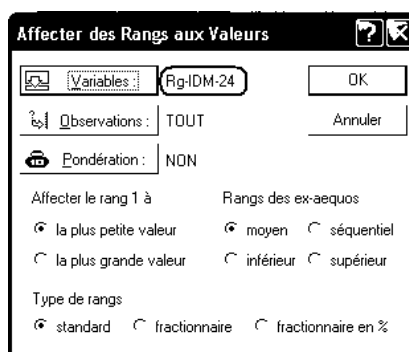 Affecter des Rangs aux Valeurs
Variables : Rg-IDM-24 OK
Observations : TOUT Annuler
Pondération : NON
Affecter le rang 1 à Rangs des ex-aequos
la plus petite valeur moyen séquentiel
la plus grande valeur inférieur supérieur
Type de rangs
standard fractionnaire fractionnaire en %